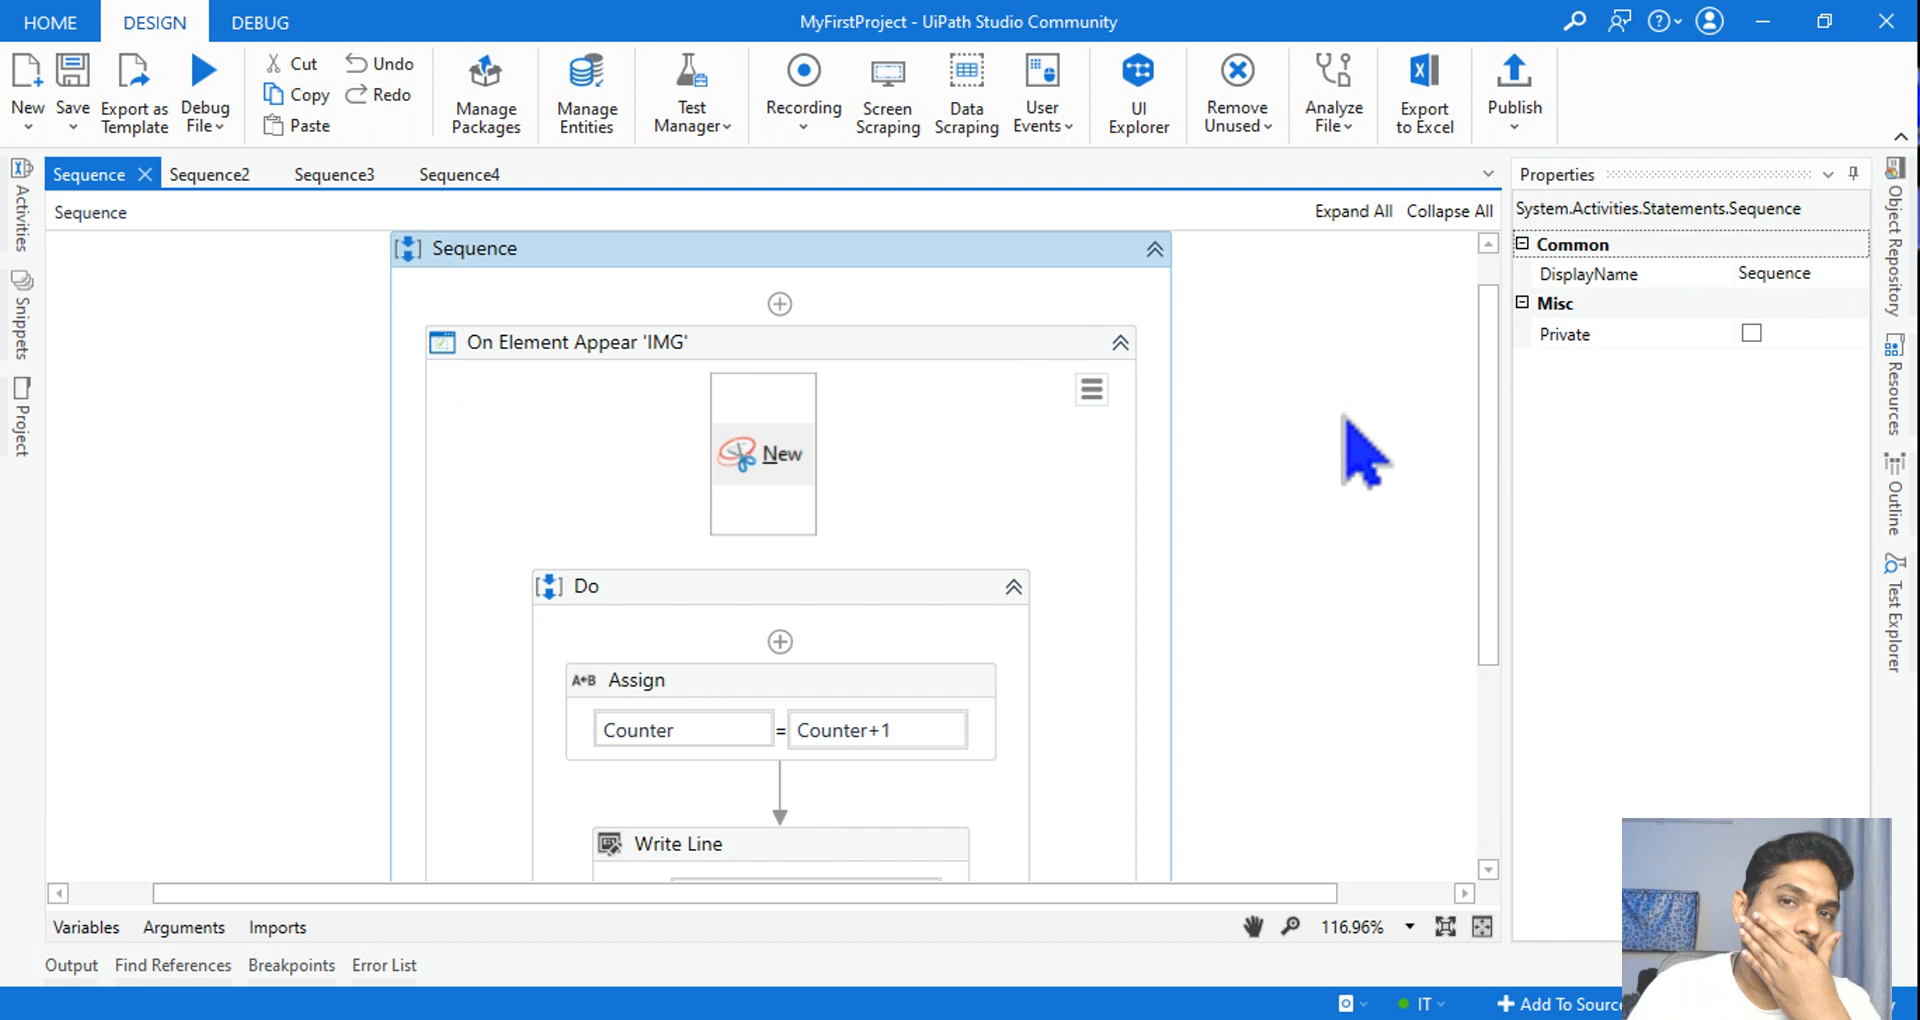 HOME DESIGN DEBUG MyFirstProject - UiPath Studio Community
New Save Export as Template Debug File Cut Copy Paste Undo Redo Manage Packages Manage Entities Test Manager Recording Screen Scraping Data Scraping User Events UI Explorer Remove Unused Analyze File Export to Excel Publish
Sequence Sequence2 Sequence3 Sequence4
Sequence Expand All Collapse All
Activities
Snippets
Project
Sequence
On Element Appear 'IMG'
New
Do
A+B Assign
Counter = Counter+1
Write Line
Properties
System.Activities.Statements.Sequence
Common
DisplayName Sequence
Misc
Private
Object Repository
Resources
Outline
Test Explorer
Variables Arguments Imports 116.96%
Output Find References Breakpoints Error List
IT + Add To